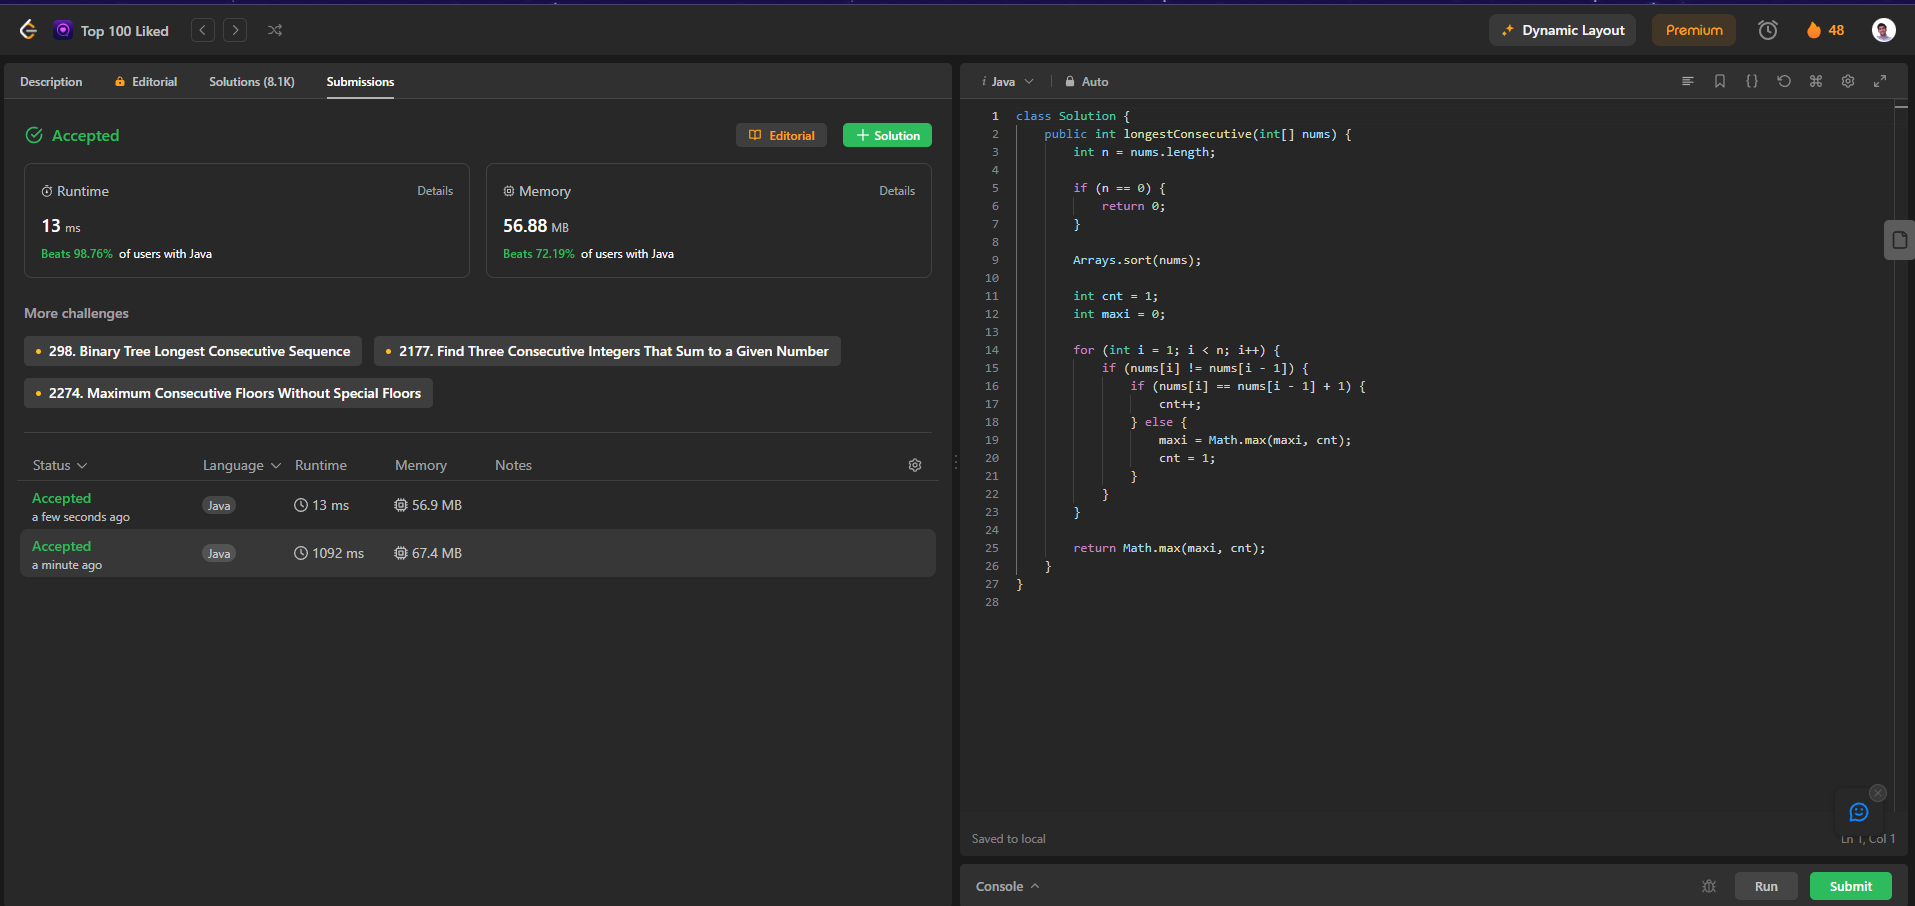 Top 100 Liked
Dynamic Layout
Premium
48
Description
Editorial
Solutions (8.1K)
Submissions
Accepted
Editorial
Solution
Runtime
Details
13 ms
Beats 98.76% of users with Java
Memory
Details
56.88 MB
Beats 72.19% of users with Java
More challenges
298. Binary Tree Longest Consecutive Sequence
2177. Find Three Consecutive Integers That Sum to a Given Number
2274. Maximum Consecutive Floors Without Special Floors
Status Language Runtime Memory Notes
Accepted
a few seconds ago
Java
13 ms
56.9 MB
Accepted
a minute ago
Java
1092 ms
67.4 MB
i Java
Auto
1 class Solution {
2 public int longestConsecutive(int[] nums) {
3 int n = nums.length;
4
5 if (n == 0) {
6 return 0;
7 }
8
9 Arrays.sort(nums);
10
11 int cnt = 1;
12 int maxi = 0;
13
14 for (int i = 1; i < n; i++) {
15 if (nums[i] != nums[i - 1]) {
16 if (nums[i] == nums[i - 1] + 1) {
17 cnt++;
18 } else {
19 maxi = Math.max(maxi, cnt);
20 cnt = 1;
21 }
22 }
23 }
24
25 return Math.max(maxi, cnt);
26 }
27 }
28
Saved to local
Ln 1, Col 1
Console
Run
Submit